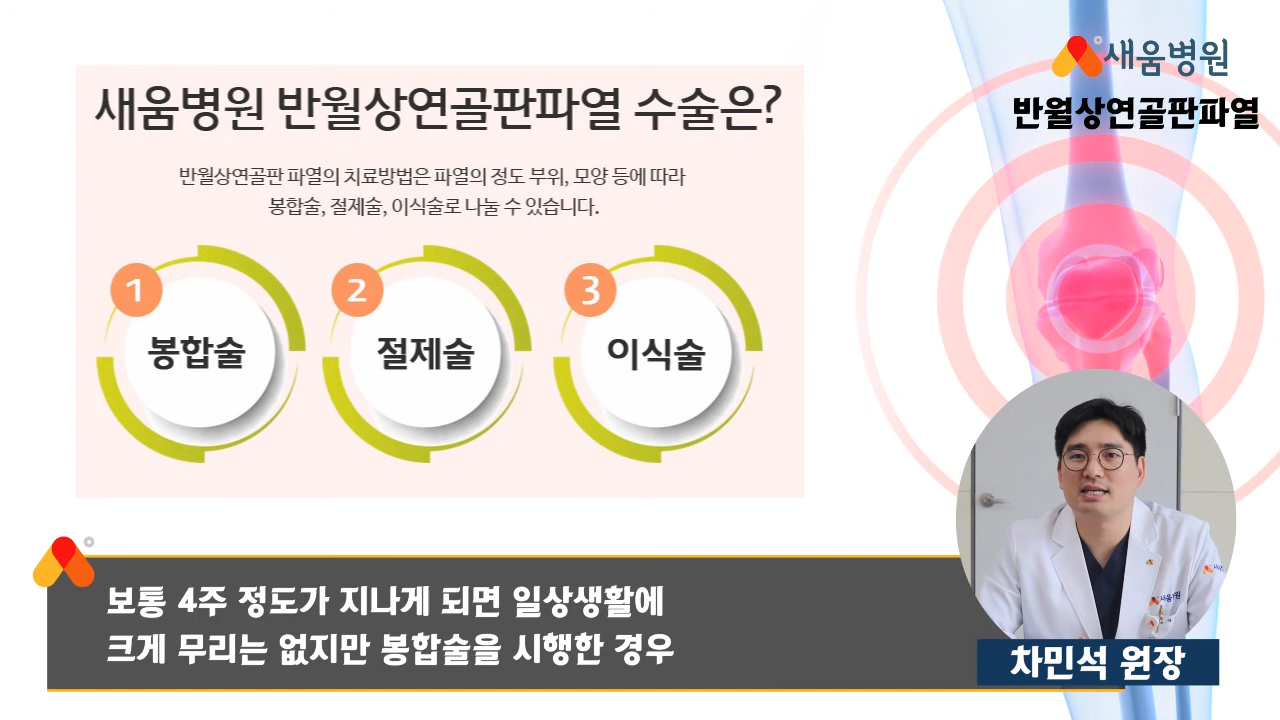 새움병원
반월상연골판파열
새움병원 반월상연골판파열 수술은?
반월상연골판 파열의 치료방법은 파열의 정도 부위, 모양 등에 따라
봉합술, 절제술, 이식술로 나눌 수 있습니다.
1
봉합술
2
절제술
3
이식술
새움병원
보통 4주 정도가 지나게 되면 일상생활에
크게 무리는 없지만 봉합술을 시행한 경우
차민석 원장